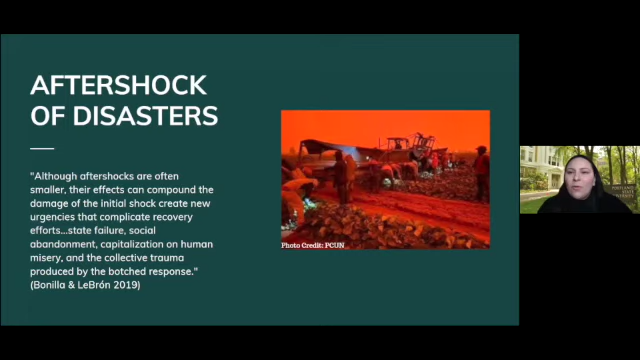 AFTERSHOCK
OF DISASTERS
"Although aftershocks are often
smaller, their effects can compound the
damage of the initial shock create new
urgencies that complicate recovery
efforts...state failure, social
abandonment, capitalization on human
misery, and the collective trauma
produced by the botched response."
(Bonilla & LeBrón 2019)
Photo Credit: PCUN
PORTLAND
STATE